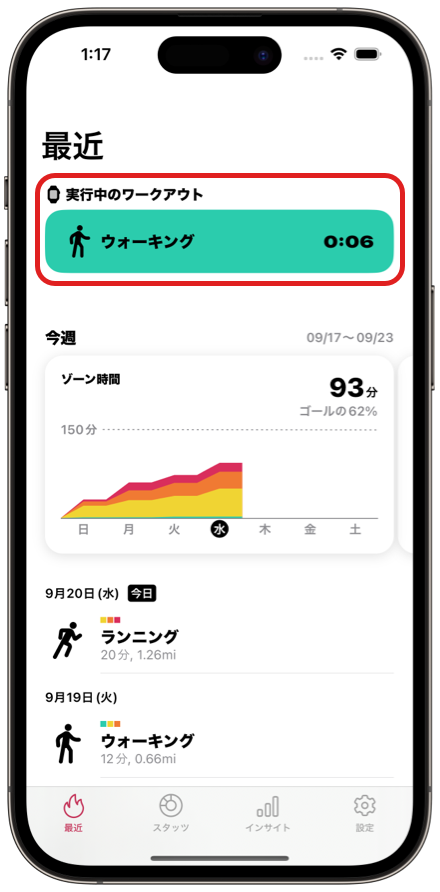 1:17
最近
実行中のワークアウト
ウォーキング 0:06
今週 09/17〜09/23
ゾーン時間 93分
ゴールの62%
150分
日 月 火 水 木 金 土
9月20日(水) 今日
ランニング
20分, 1.26mi
9月19日(火)
ウォーキング
12分, 0.66mi
最近 スタッツ インサイト 設定